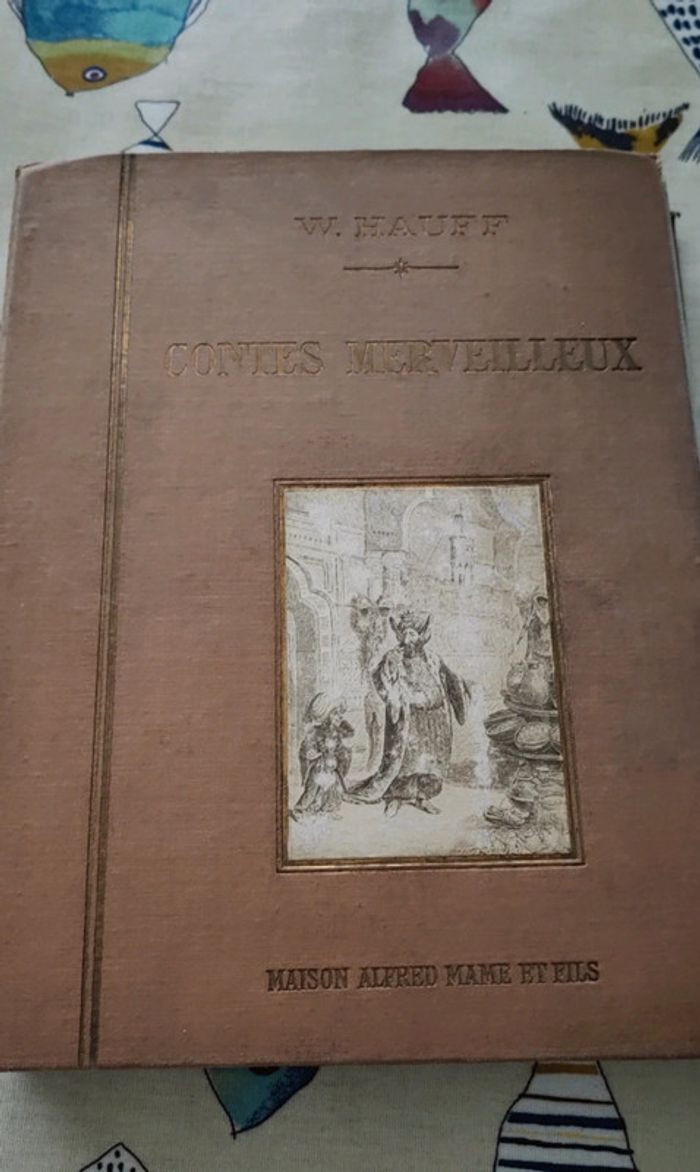 W. HAUFF
CONTES MERVEILLEUX
MAISON ALFRED MAME ET FILS